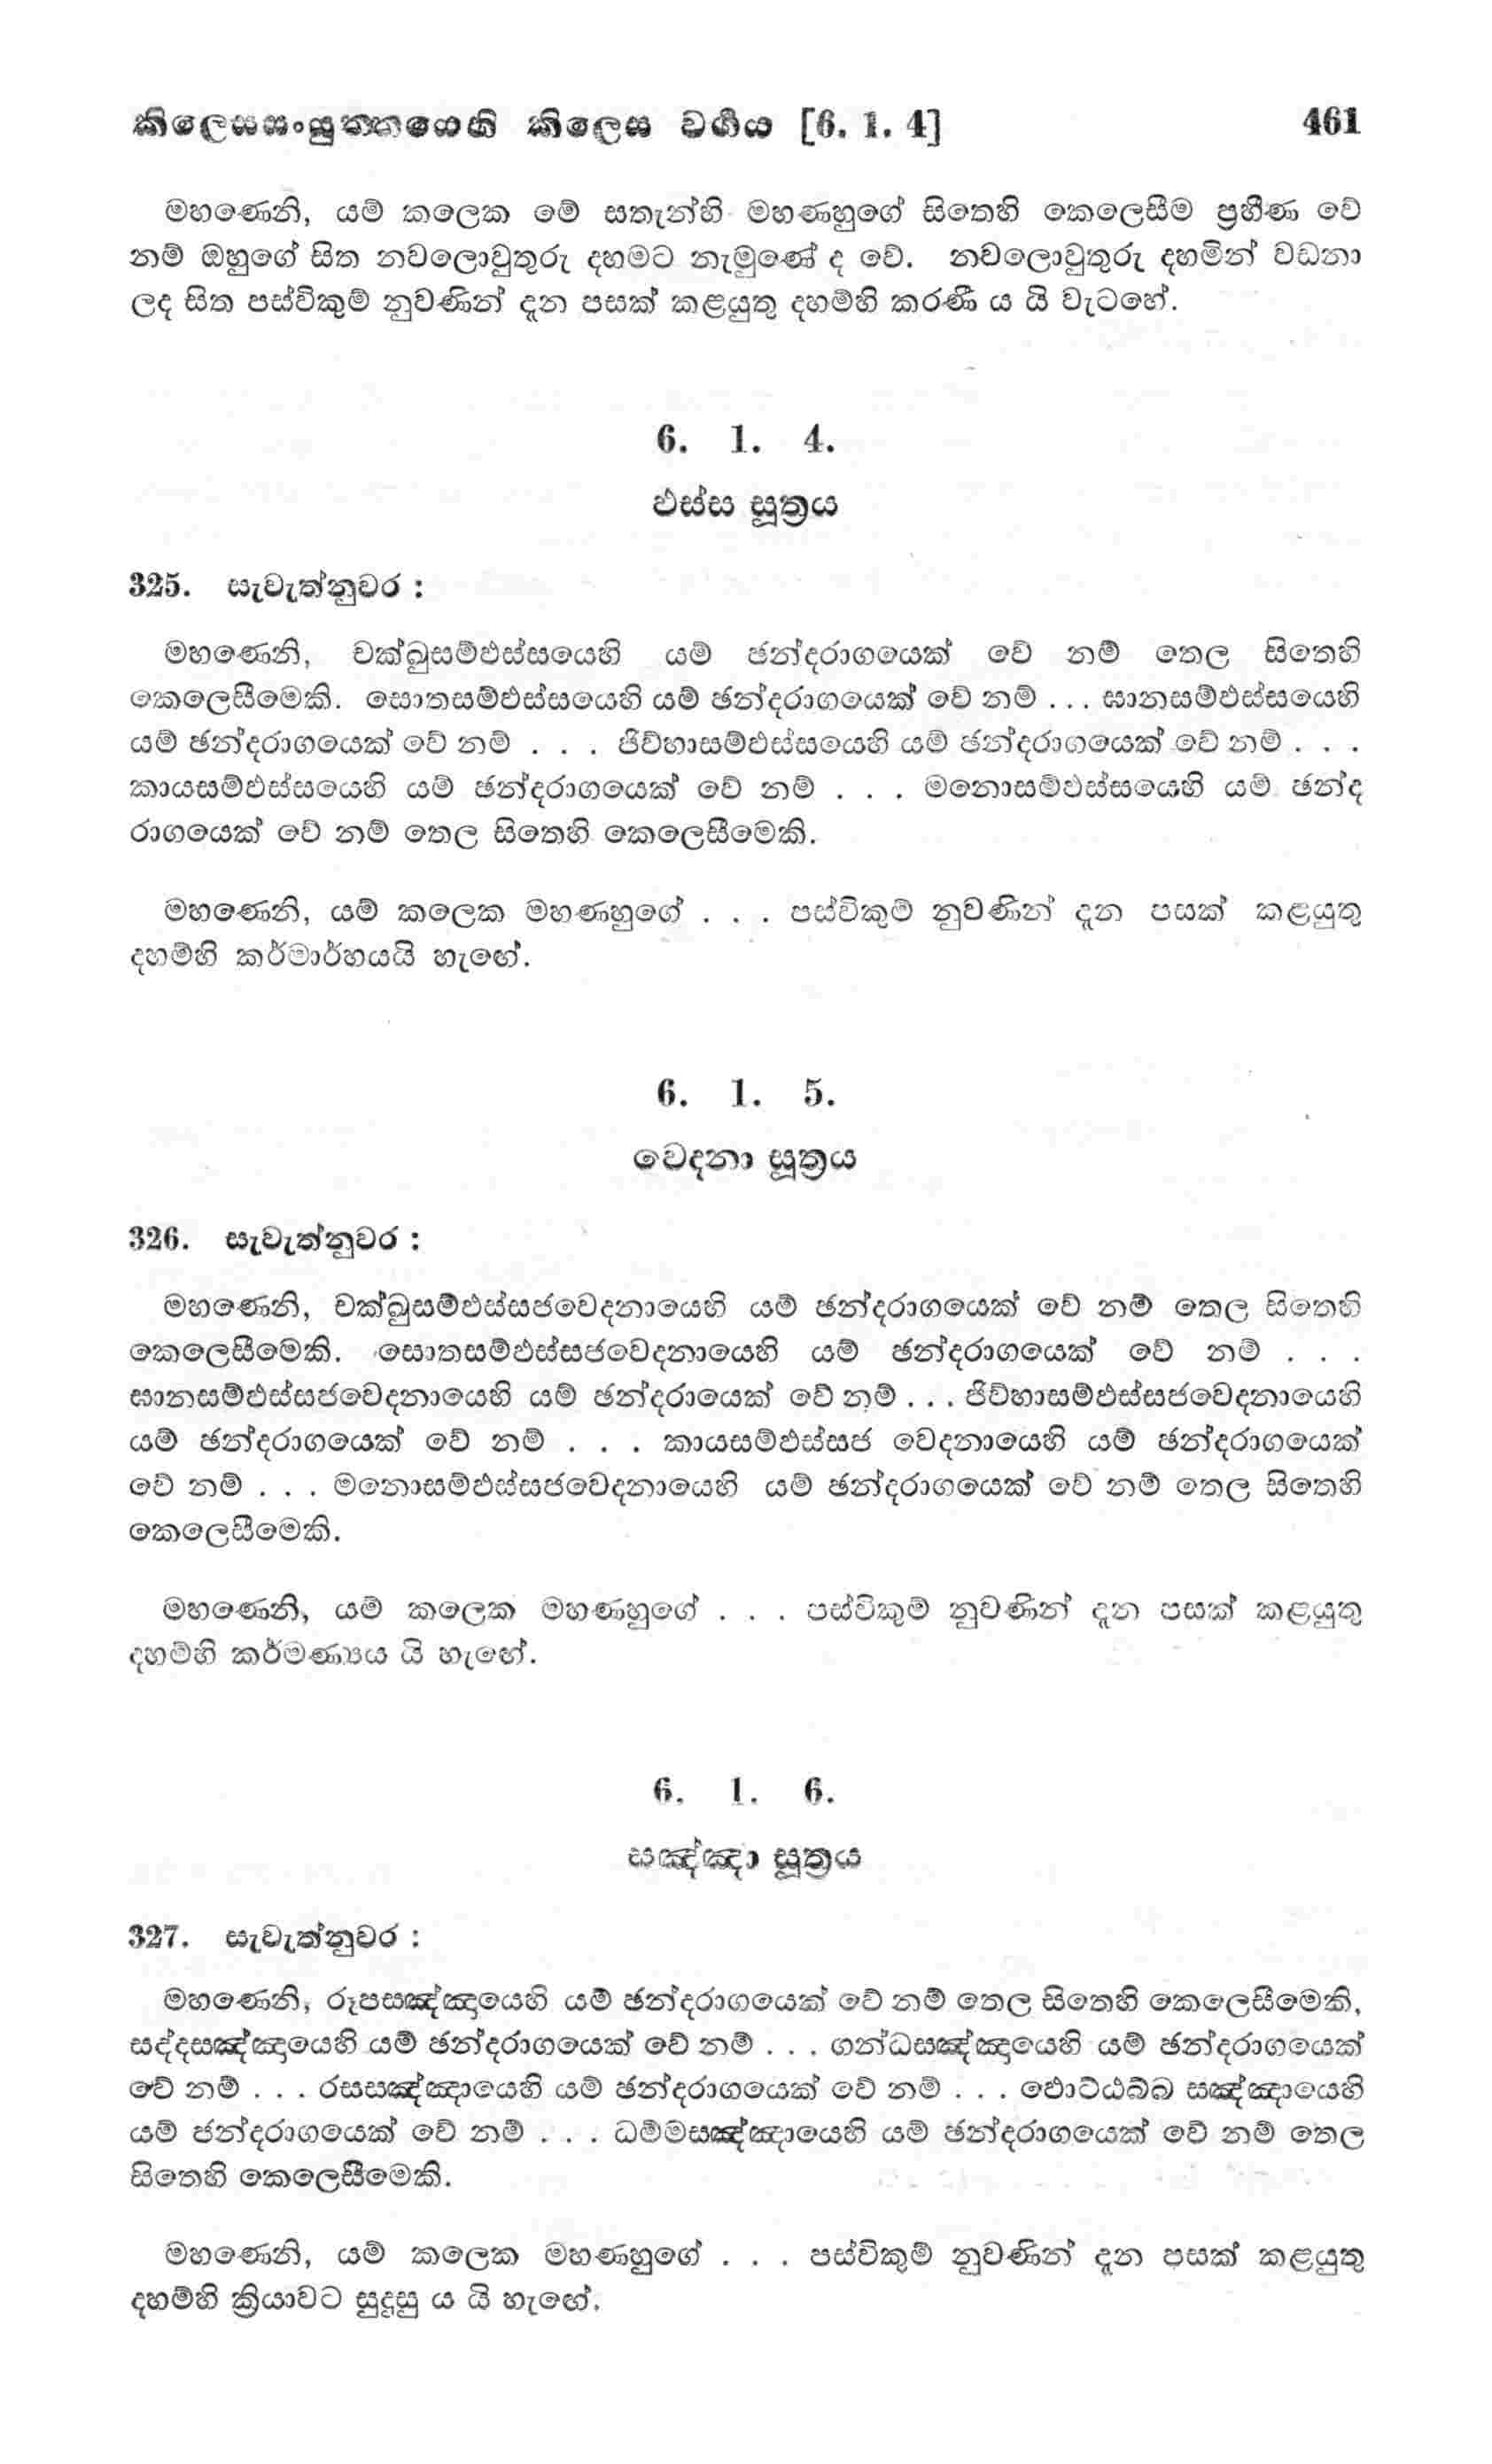 කිලෙසසංයුත්තයෙහි කිලෙස වර්‍ගය [6. 1. 4] 461
මහණෙනි, යම් කලෙක මේ සතැන්හි මහණහුගේ සිතෙහි කෙලෙසීම ප්‍රහීණ වේ
නම් ඔහුගේ සිත නවලොවුතුරු දහමට නැමුණේ ද වේ. නවලොවුතුරු දහමින් වඩනා
ලද සිත පස්විකුම් නුවණින් දැන පසක් කළයුතු දහම්හි කරණී ය යි වැටහේ.
6. 1. 4.
ඵස්ස සූත්‍රය
325. සැවැත්නුවර :
මහණෙනි, චක්ඛුසම්ඵස්සයෙහි යම් ඡන්දරාගයෙක් වේ නම් තෙල සිතෙහි
කෙලෙසීමෙකි. සොතසම්ඵස්සයෙහි යම් ඡන්දරාගයෙක් වේ නම් . . . ඝානසම්ඵස්සයෙහි
යම් ඡන්දරාගයෙක් වේ නම් . . . ජිව්හාසම්ඵස්සයෙහි යම් ඡන්දරාගයෙක් වේ නම් . . .
කායසම්ඵස්සයෙහි යම් ඡන්දරාගයෙක් වේ නම් . . . මනොසම්ඵස්සයෙහි යම් ඡන්ද
රාගයෙක් වේ නම් තෙල සිතෙහි කෙලෙසීමෙකි.
මහණෙනි, යම් කලෙක මහණහුගේ . . . පස්විකුම් නුවණින් දැන පසක් කළයුතු
දහම්හි කර්මාර්හයයි හැඟේ.
6. 1. 5.
වෙදනා සූත්‍රය
326. සැවැත්නුවර :
මහණෙනි, චක්ඛුසම්ඵස්සජවෙදනායෙහි යම් ඡන්දරාගයෙක් වේ නම් තෙල සිතෙහි
කෙලෙසීමෙකි. සොතසම්ඵස්සජවෙදනායෙහි යම් ඡන්දරාගයෙක් වේ නම් . . .
ඝානසම්ඵස්සජවෙදනායෙහි යම් ඡන්දරායෙක් වේ නම් . . . ජිව්හාසම්ඵස්සජවෙදනායෙහි
යම් ඡන්දරාගයෙක් වේ නම් . . . කායසම්ඵස්සජ වෙදනායෙහි යම් ඡන්දරාගයෙක්
වේ නම් . . . මනොසම්ඵස්සජවෙදනායෙහි යම් ඡන්දරාගයෙක් වේ නම් තෙල සිතෙහි
කෙලෙසීමෙකි.
මහණෙනි, යම් කලෙක මහණහුගේ . . . පස්විකුම් නුවණින් දැන පසක් කළයුතු
දහම්හි කර්මණ්‍යය යි හැඟේ.
6. 1. 6.
සඤ්ඤා සූත්‍රය
327. සැවැත්නුවර :
මහණෙනි, රූපසඤ්ඤායෙහි යම් ඡන්දරාගයෙක් වේ නම් තෙල සිතෙහි කෙලෙසීමෙකි,
සද්දසඤ්ඤායෙහි යම් ඡන්දරාගයෙක් වේ නම් . . . ගන්ධසඤ්ඤායෙහි යම් ඡන්දරාගයෙක්
වේ නම් . . . රසසඤ්ඤායෙහි යම් ඡන්දරාගයෙක් වේ නම් . . . ඵොට්ඨබ්බ සඤ්ඤායෙහි
යම් ජන්දරාගයෙක් වේ නම් . . . ධම්මසඤ්ඤායෙහි යම් ඡන්දරාගයෙක් වේ නම් තෙල
සිතෙහි කෙලෙසීමෙකි.
මහණෙනි, යම් කලෙක මහණහුගේ . . . පස්විකුම් නුවණින් දැන පසක් කළයුතු
දහම්හි ක්‍රියාවට සුදුසු ය යි හැඟේ.